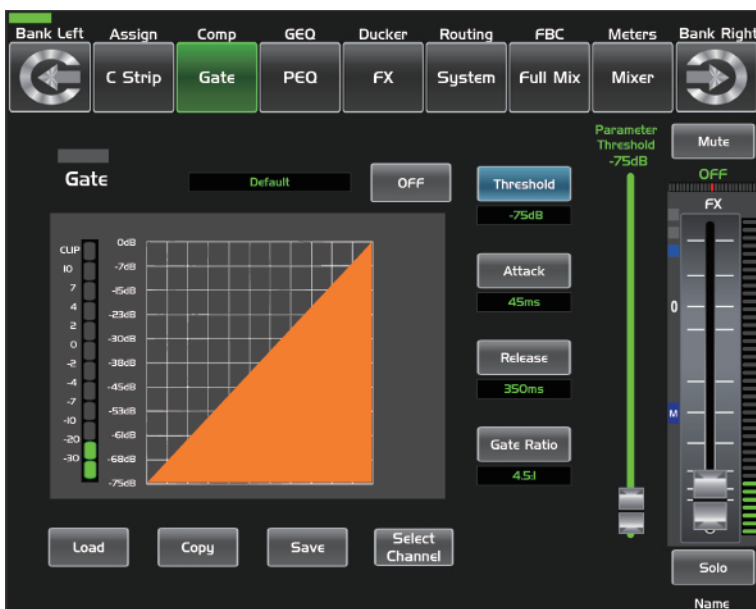 Bank Left Assign Comp GEQ Ducker Routing FBC Meters Bank Right
C Strip Gate PEQ FX System Full Mix Mixer
Parameter
Threshold
-75dB
Mute
OFF
FX
0
M
Solo
Name
Gate
Default
OFF
Threshold
-75dB
Attack
45ms
Release
350ms
Gate Ratio
4.5:1
CLIP
10
7
4
2
0
-2
-4
-7
-10
-20
-30
0dB
-7dB
-15dB
-23dB
-30dB
-38dB
-45dB
-53dB
-61dB
-68dB
-75dB
Load
Copy
Save
Select
Channel